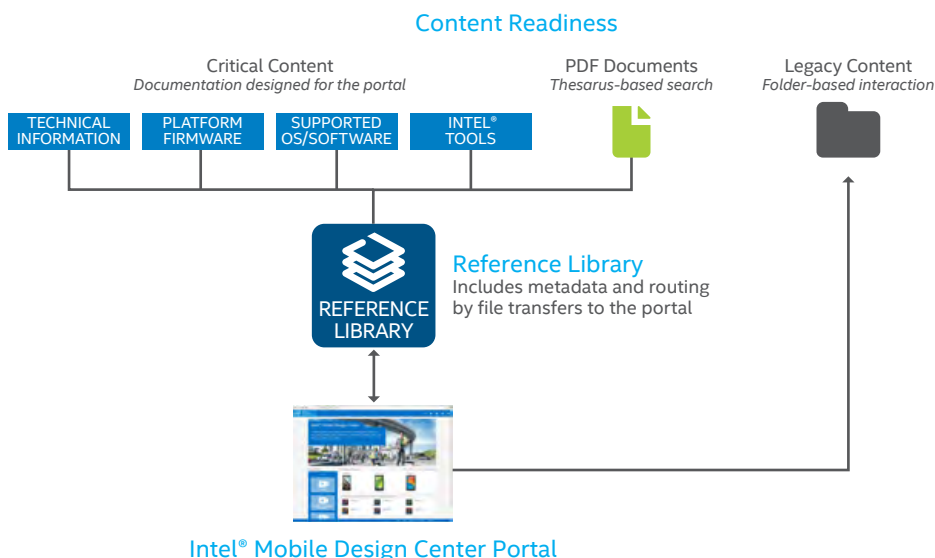 Content Readiness
Critical Content
Documentation designed for the portal
PDF Documents
Thesarus-based search
Legacy Content
Folder-based interaction
TECHNICAL
INFORMATION
PLATFORM
FIRMWARE
SUPPORTED
OS/SOFTWARE
INTEL®
TOOLS
REFERENCE
LIBRARY
Reference Library
Includes metadata and routing
by file transfers to the portal
Intel® Mobile Design Center Portal